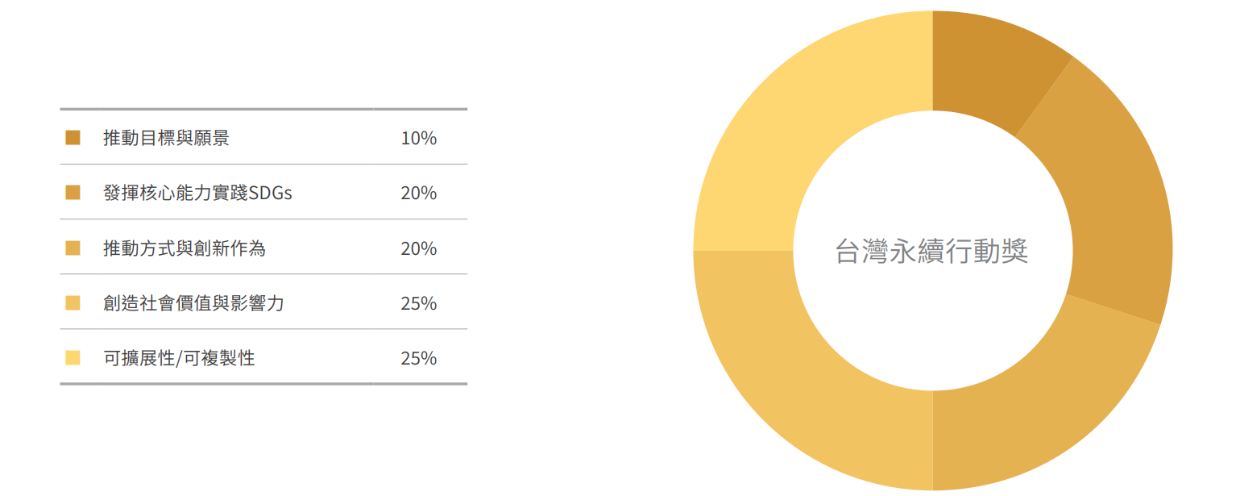 推動目標與願景 10%
發揮核心能力實踐SDGs 20%
推動方式與創新作為 20%
創造社會價值與影響力 25%
可擴展性/可複製性 25%
台灣永續行動獎